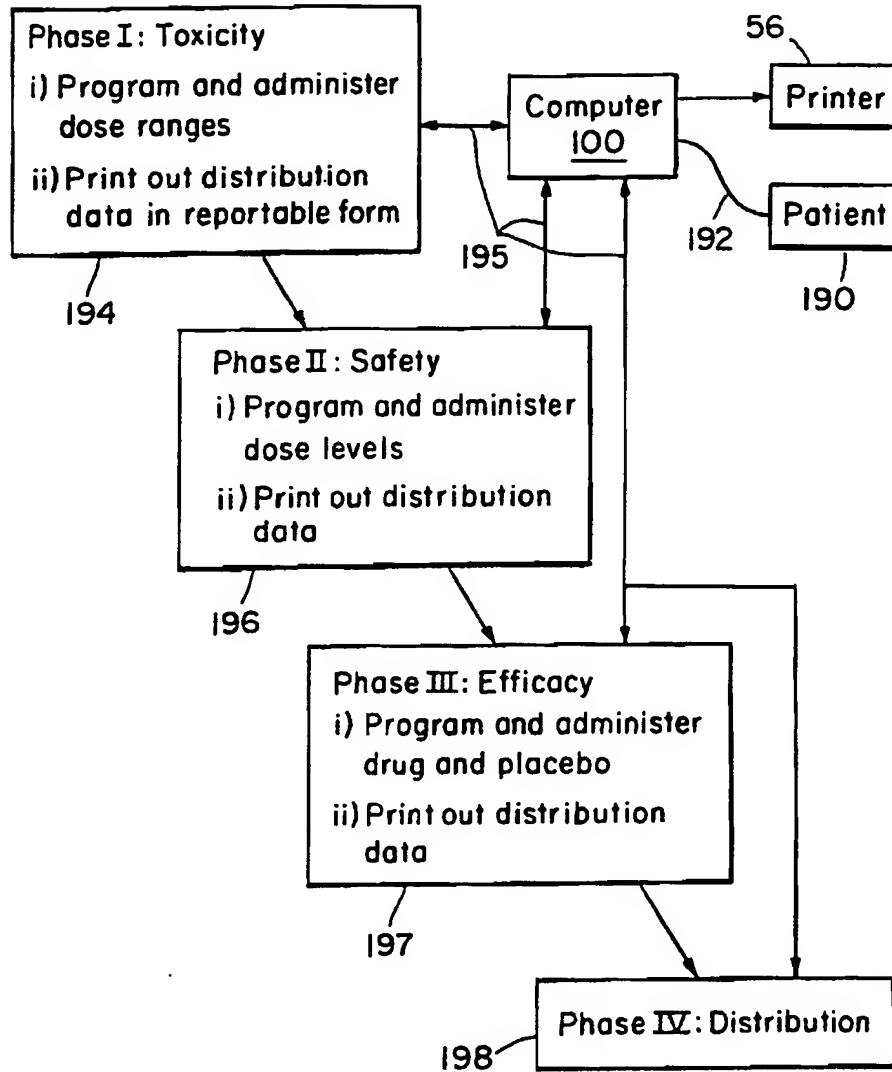 Phase I: Toxicity
i) Program and administer
dose ranges
ii) Print out distribution
data in reportable form
194
Computer
100
56
Printer
192
Patient
190
195
Phase II: Safety
i) Program and administer
dose levels
ii) Print out distribution
data
196
Phase III: Efficacy
i) Program and administer
drug and placebo
ii) Print out distribution
data
197
Phase IV: Distribution
198